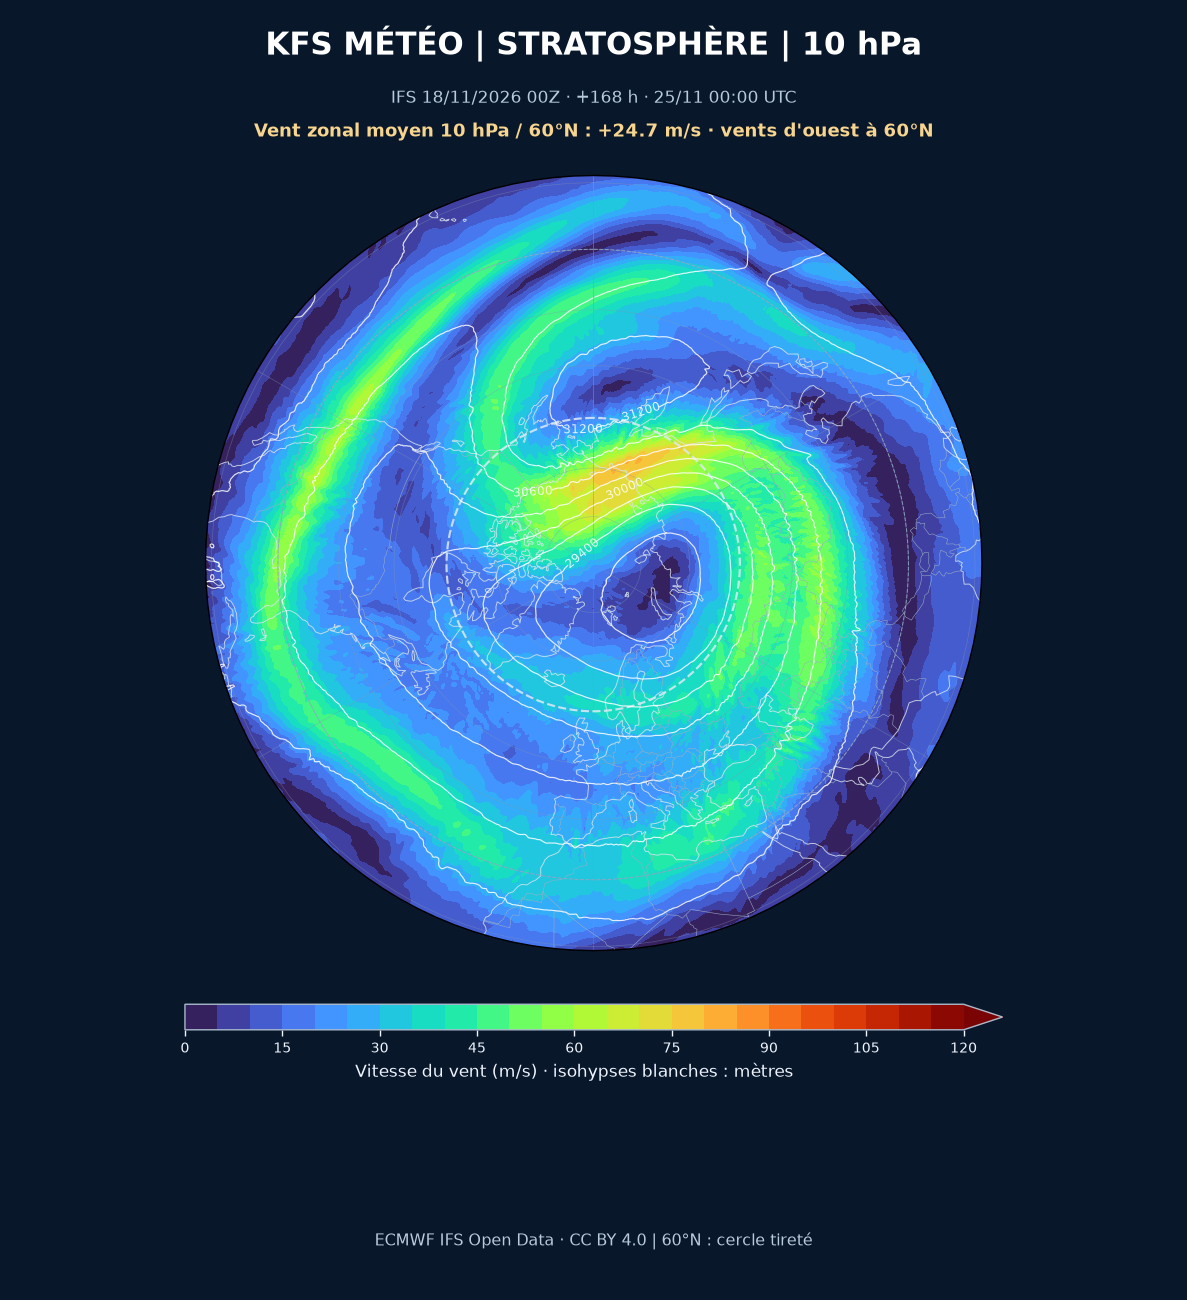 KFS MÉTÉO | STRATOSPHÈRE | 10 hPa
IFS 18/11/2026 00Z · +168 h · 25/11 00:00 UTC
Vent zonal moyen 10 hPa / 60°N : +24.7 m/s · vents d'ouest à 60°N
31200
31200
30600
30000
29400
0 15 30 45 60 75 90 105 120
Vitesse du vent (m/s) · isohypses blanches : mètres
ECMWF IFS Open Data · CC BY 4.0 | 60°N : cercle tireté